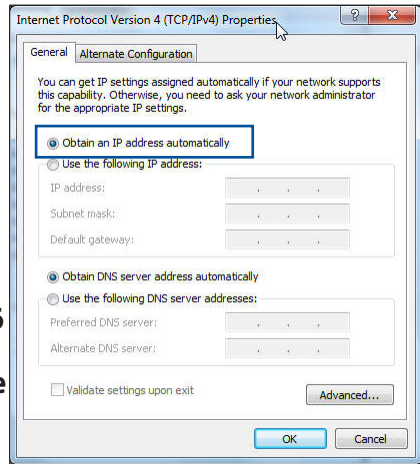 Internet Protocol Version 4 (TCP/IPv4) Properties
General Alternate Configuration
You can get IP settings assigned automatically if your network supports
this capability. Otherwise, you need to ask your network administrator
for the appropriate IP settings.
Obtain an IP address automatically
Use the following IP address:
IP address:
Subnet mask:
Default gateway:
Obtain DNS server address automatically
Use the following DNS server addresses:
Preferred DNS server:
Alternate DNS server:
Validate settings upon exit
Advanced...
OK Cancel